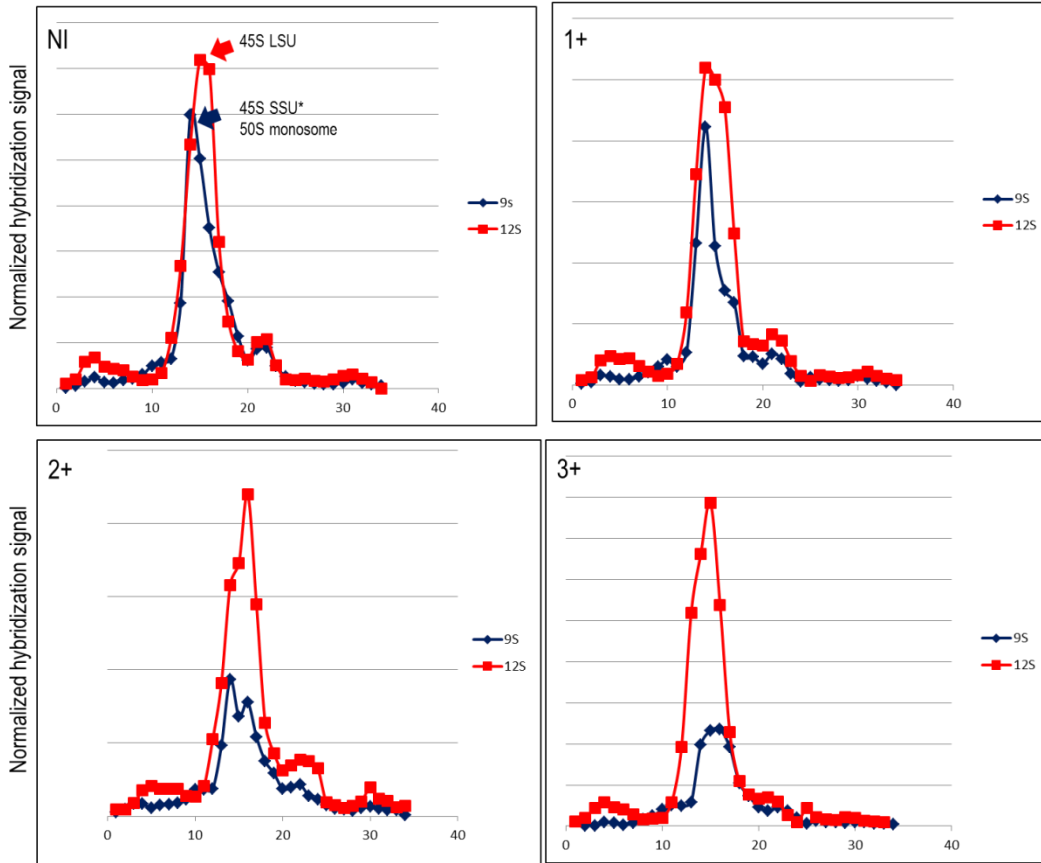 NI
45S LSU
45S SSU*
50S monosome
Normalized hybridization signal
9s
12S
0 10 20 30 40
1+
9S
12S
0 10 20 30 40
2+
Normalized hybridization signal
9S
12S
0 10 20 30 40
3+
9S
12S
0 10 20 30 40